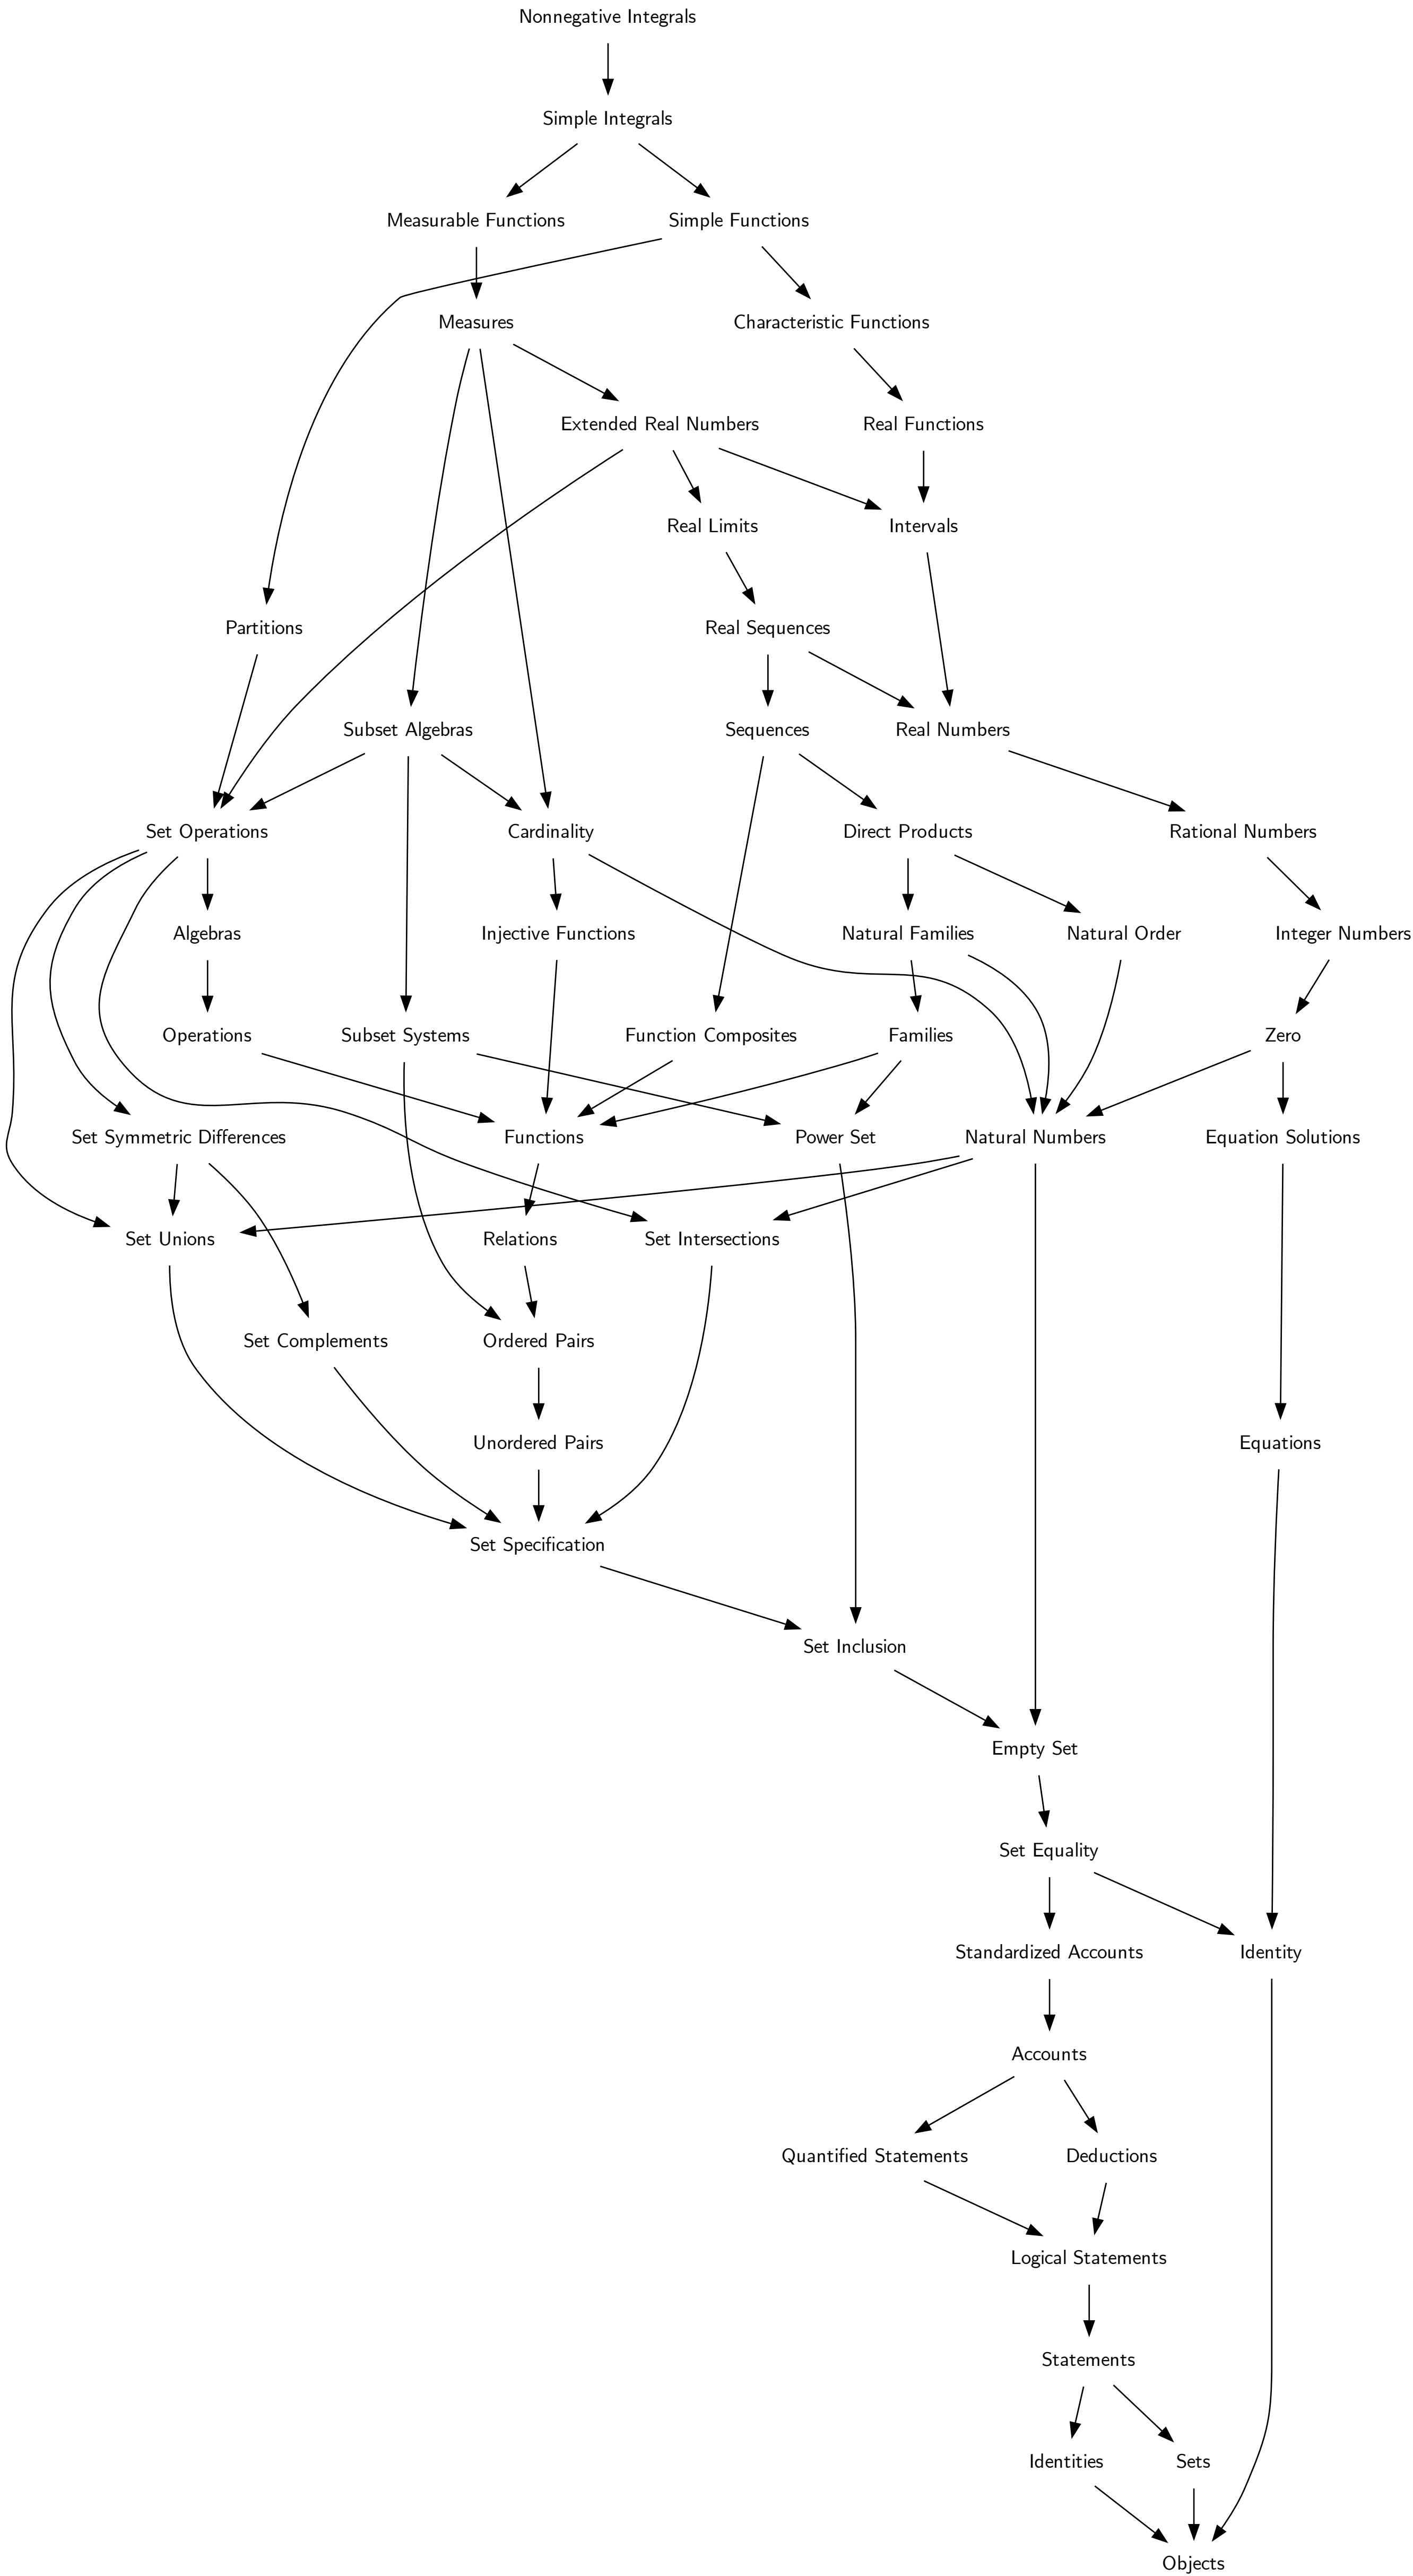 Nonnegative Integrals
Simple Integrals
Measurable Functions
Simple Functions
Measures
Characteristic Functions
Extended Real Numbers
Real Functions
Real Limits
Intervals
Partitions
Real Sequences
Subset Algebras
Sequences
Real Numbers
Set Operations
Cardinality
Direct Products
Rational Numbers
Algebras
Injective Functions
Natural Families
Natural Order
Integer Numbers
Operations
Subset Systems
Function Composites
Families
Zero
Set Symmetric Differences
Functions
Power Set
Natural Numbers
Equation Solutions
Set Unions
Relations
Set Intersections
Set Complements
Ordered Pairs
Unordered Pairs
Equations
Set Specification
Set Inclusion
Empty Set
Set Equality
Standardized Accounts
Identity
Accounts
Quantified Statements
Deductions
Logical Statements
Statements
Identities
Sets
Objects